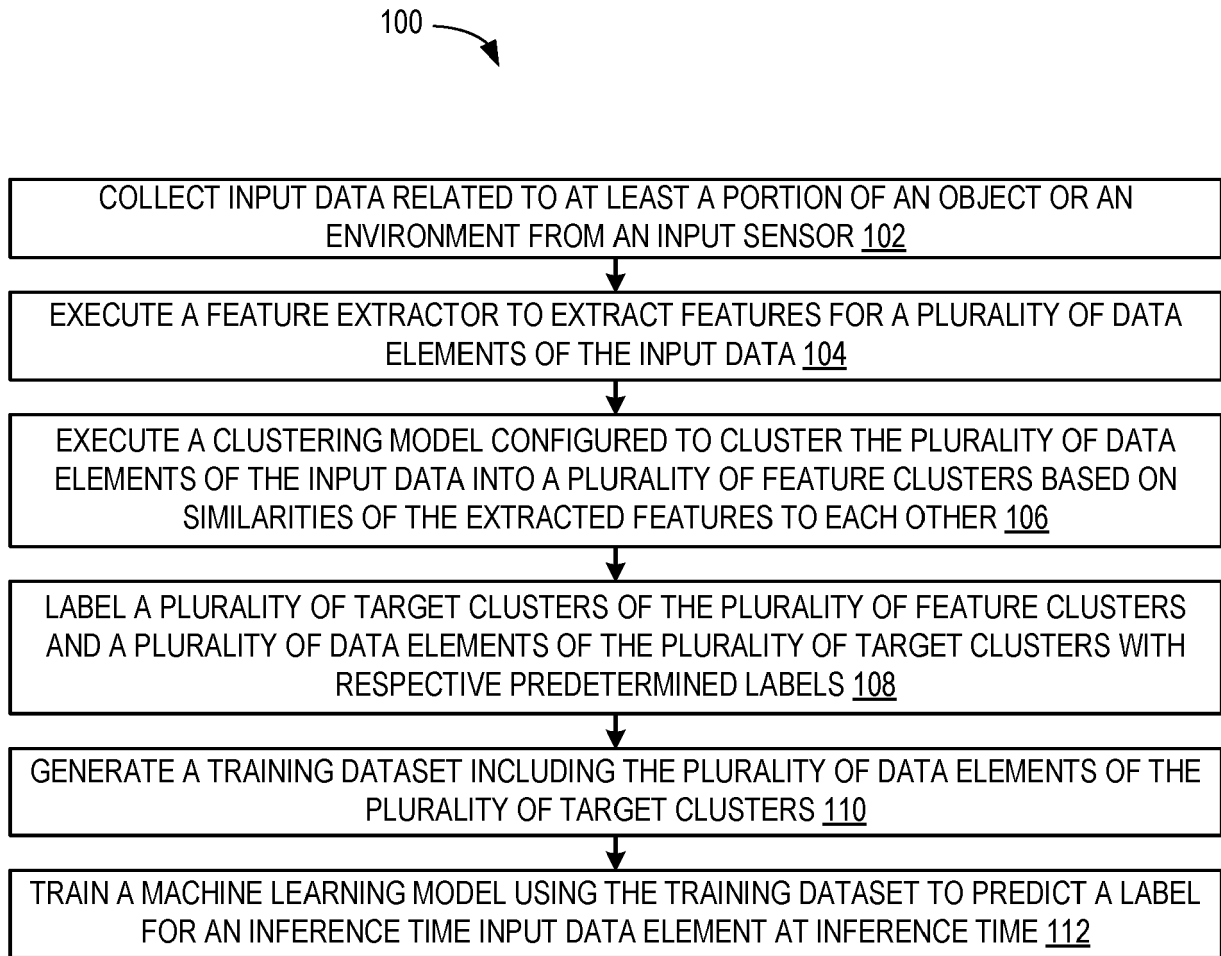 100
COLLECT INPUT DATA RELATED TO AT LEAST A PORTION OF AN OBJECT OR AN
ENVIRONMENT FROM AN INPUT SENSOR 102
EXECUTE A FEATURE EXTRACTOR TO EXTRACT FEATURES FOR A PLURALITY OF DATA
ELEMENTS OF THE INPUT DATA 104
EXECUTE A CLUSTERING MODEL CONFIGURED TO CLUSTER THE PLURALITY OF DATA
ELEMENTS OF THE INPUT DATA INTO A PLURALITY OF FEATURE CLUSTERS BASED ON
SIMILARITIES OF THE EXTRACTED FEATURES TO EACH OTHER 106
LABEL A PLURALITY OF TARGET CLUSTERS OF THE PLURALITY OF FEATURE CLUSTERS
AND A PLURALITY OF DATA ELEMENTS OF THE PLURALITY OF TARGET CLUSTERS WITH
RESPECTIVE PREDETERMINED LABELS 108
GENERATE A TRAINING DATASET INCLUDING THE PLURALITY OF DATA ELEMENTS OF THE
PLURALITY OF TARGET CLUSTERS 110
TRAIN A MACHINE LEARNING MODEL USING THE TRAINING DATASET TO PREDICT A LABEL
FOR AN INFERENCE TIME INPUT DATA ELEMENT AT INFERENCE TIME 112